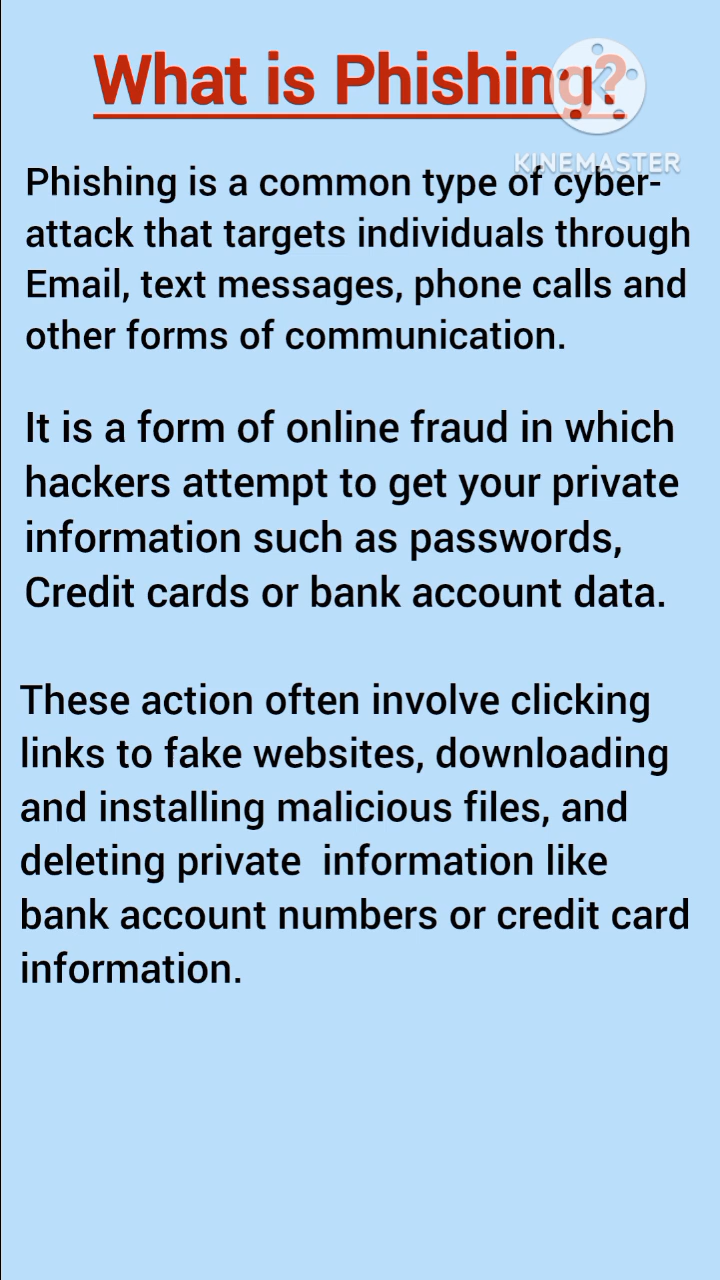 What is Phishing?
KINEMASTER
Phishing is a common type of cyber-
attack that targets individuals through
Email, text messages, phone calls and
other forms of communication.
It is a form of online fraud in which
hackers attempt to get your private
information such as passwords,
Credit cards or bank account data.
These action often involve clicking
links to fake websites, downloading
and installing malicious files, and
deleting private  information like
bank account numbers or credit card
information.